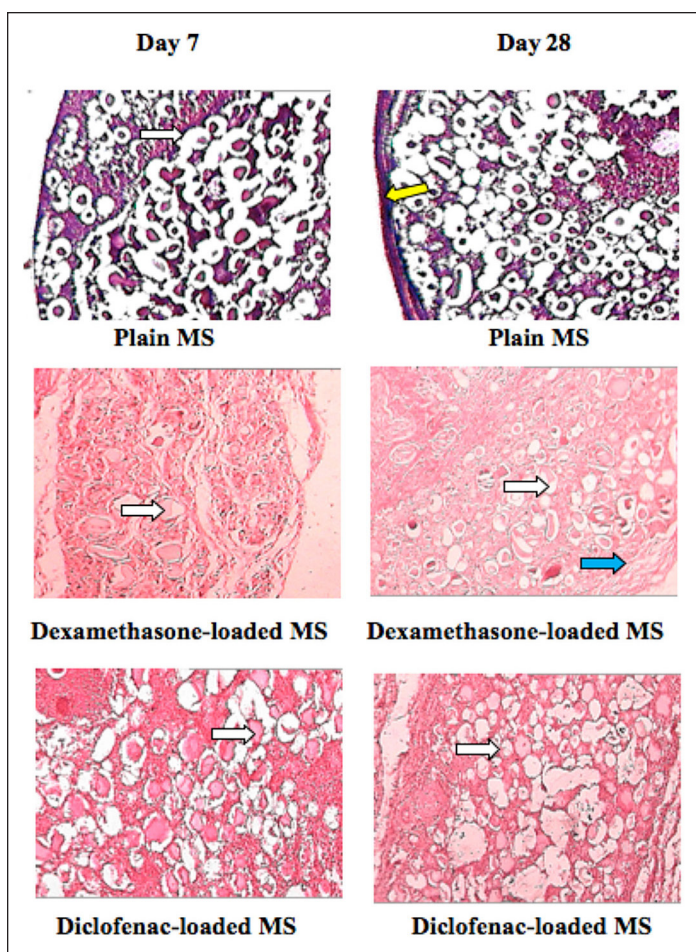 Day 7
Day 28
Plain MS
Plain MS
Dexamethasone-loaded MS
Dexamethasone-loaded MS
Diclofenac-loaded MS
Diclofenac-loaded MS